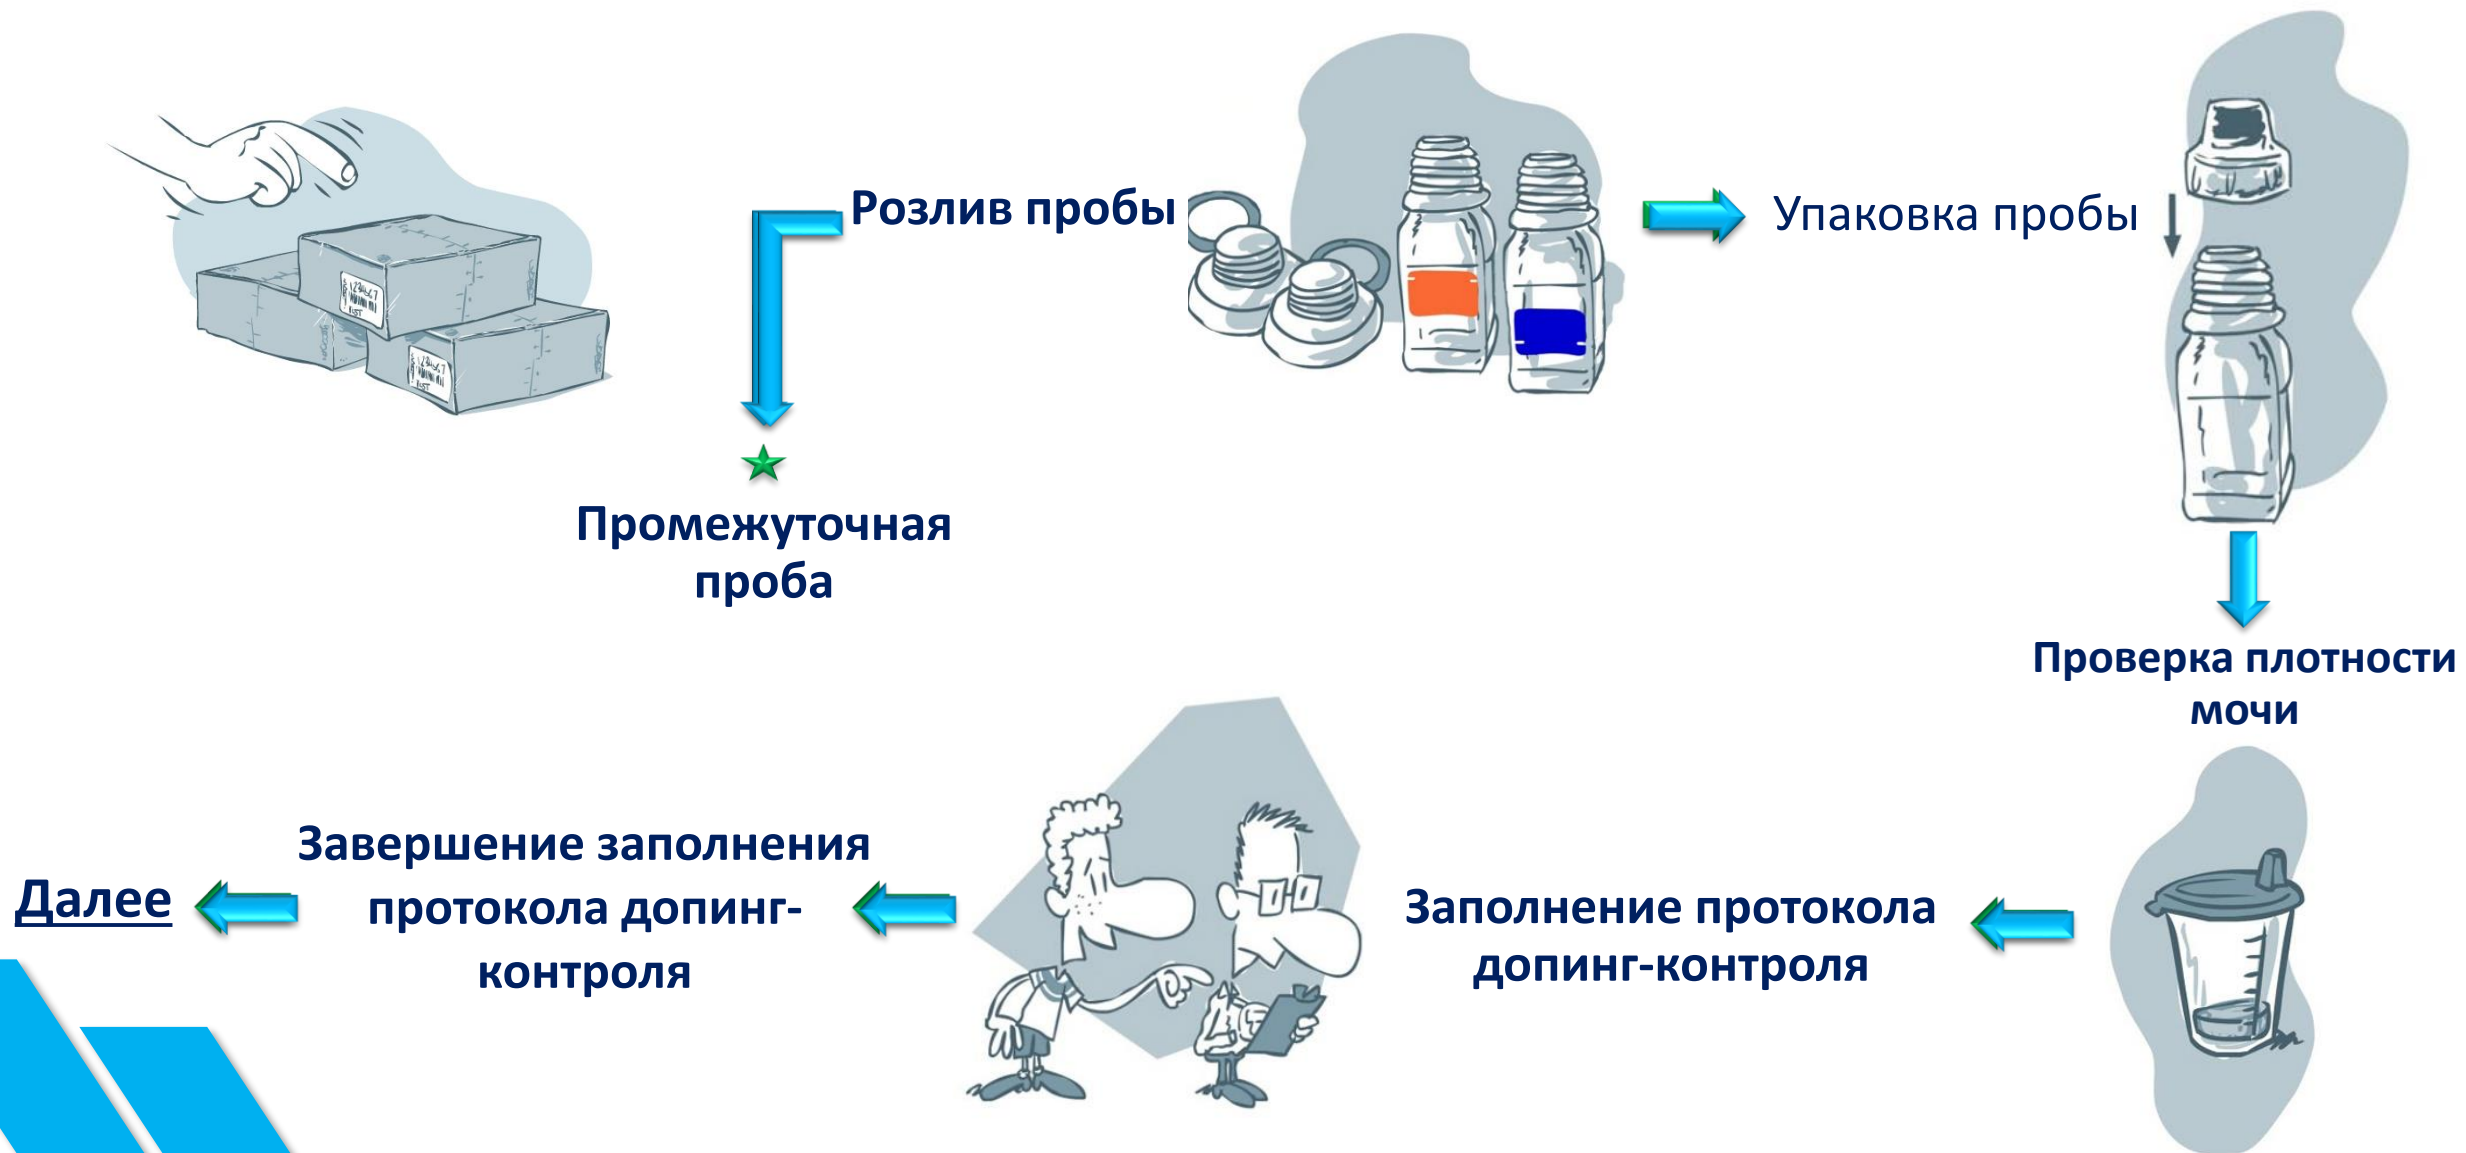 Розлив пробы
Упаковка пробы
Промежуточная
проба
Проверка плотности
мочи
Заполнение протокола
допинг-контроля
Завершение заполнения
протокола допинг-
контроля
Далее